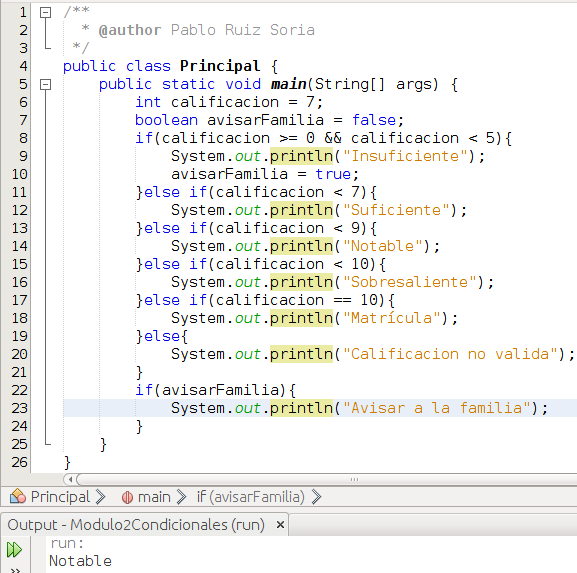 1 /**
2 * @author Pablo Ruiz Soria
3 */
4 public class Principal {
5 public static void main(String[] args) {
6 int calificacion = 7;
7 boolean avisarFamilia = false;
8 if(calificacion >= 0 && calificacion < 5){
9 System.out.println("Insuficiente");
10 avisarFamilia = true;
11 }else if(calificacion < 7){
12 System.out.println("Suficiente");
13 }else if(calificacion < 9){
14 System.out.println("Notable");
15 }else if(calificacion < 10){
16 System.out.println("Sobresaliente");
17 }else if(calificacion == 10){
18 System.out.println("Matrícula");
19 }else{
20 System.out.println("Calificacion no valida");
21 }
22 if(avisarFamilia){
23 System.out.println("Avisar a la familia");
24 }
25 }
26 }
Principal main if (avisarFamilia)
Output - Modulo2Condicionales (run) ×
run:
Notable